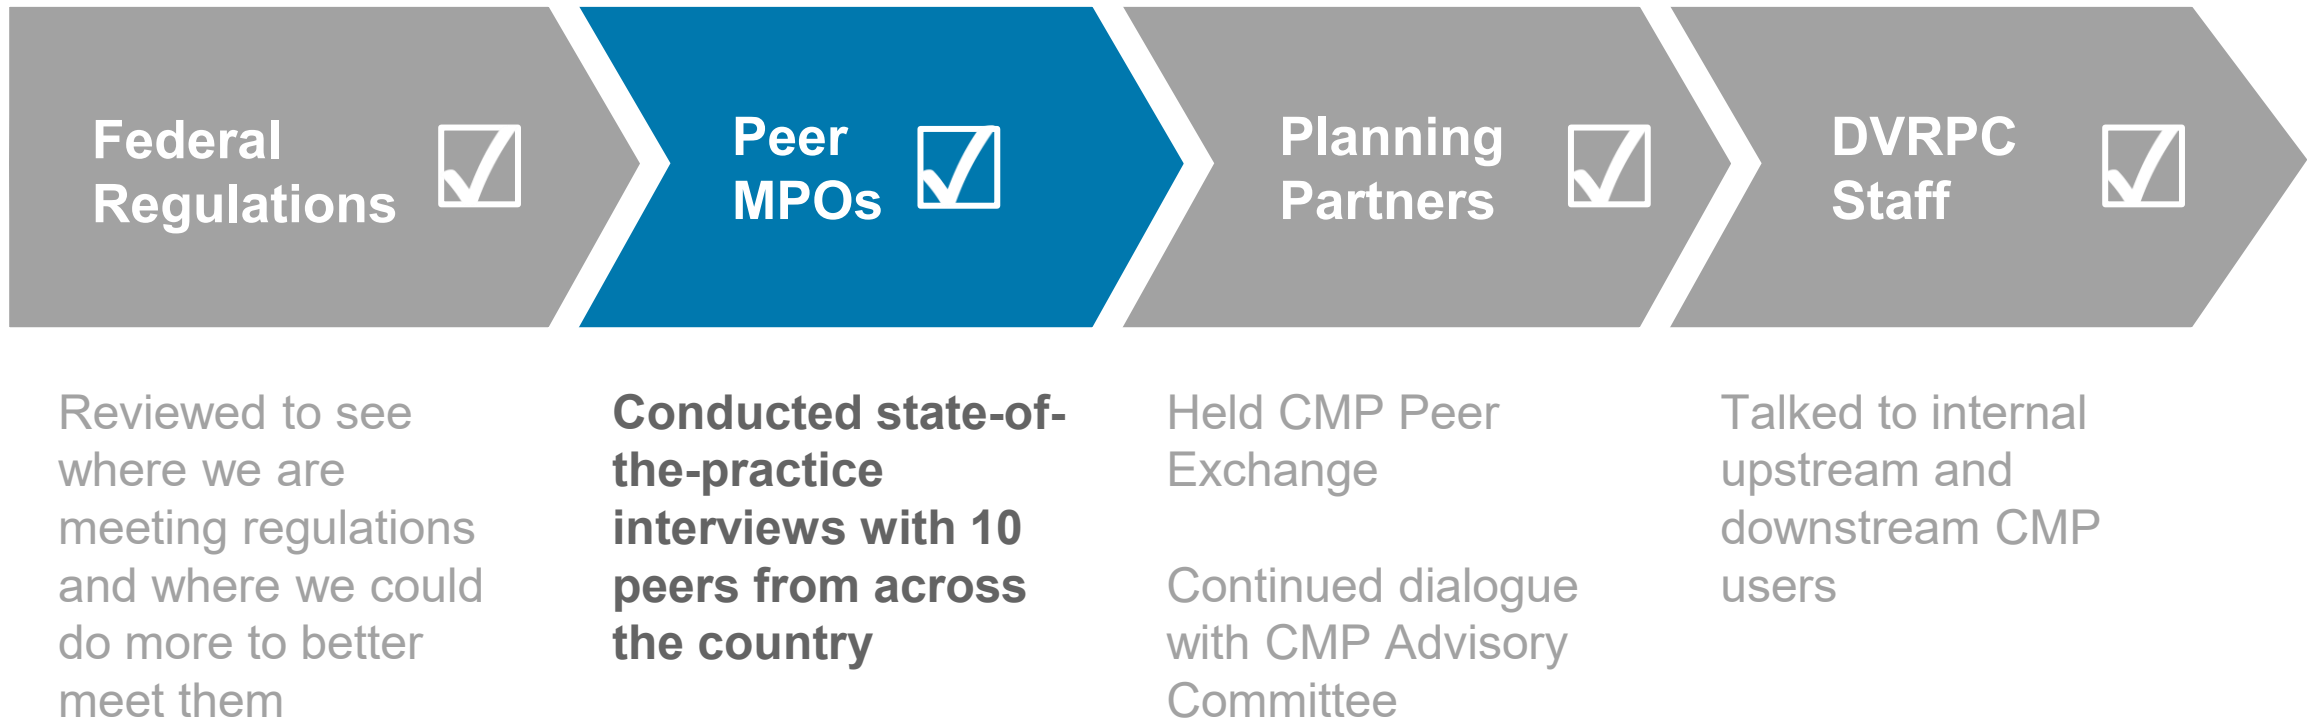 Federal
Regulations
Peer
MPOs
Planning
Partners
DVRPC
Staff
Reviewed to see
where we are
meeting regulations
and where we could
do more to better
meet them
Conducted state-of-
the-practice
interviews with 10
peers from across
the country
Held CMP Peer
Exchange
Continued dialogue
with CMP Advisory
Committee
Talked to internal
upstream and
downstream CMP
users